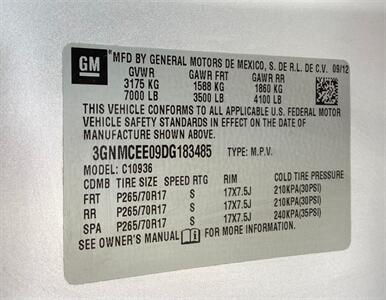 GM *MFD BY GENERAL MOTORS DE MEXICO, S. DE R.L. DE C.V. 09/12
GVWR GAWR FRT GAWR RR
3175 KG 1588 KG 1860 KG
7000 LB 3500 LB 4100 LB
THIS VEHICLE CONFORMS TO ALL APPLICABLE U.S. FEDERAL MOTOR
VEHICLE SAFETY, BUMPER, AND THEFT PREVENTION STANDARDS IN EFFECT ON THE DATE OF
MANUFACTURE SHOWN ABOVE.
3GNMCEE09DG183485 TYPE: M.P.V.
MODEL: C10936
CDMB TIRE SIZE SPEED RTG RIM COLD TIRE PRESSURE
FRT P265/70R17 S 17X7.5J 210KPA(30PSI)
RR P265/70R17 S 17X7.5J 210KPA(30PSI)
SPA P265/70R17 S 17X7.5J 240KPA(35PSI)
SEE OWNER'S MANUAL FOR MORE INFORMATION.